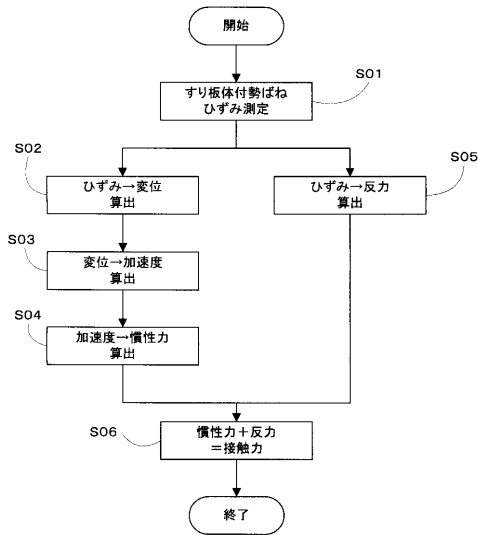 開始
S01
すり板体付勢ばね
ひずみ測定
S02
ひずみ→変位
算出
S05
ひずみ→反力
算出
S03
変位→加速度
算出
S04
加速度→慣性力
算出
S06
慣性力＋反力
＝接触力
終了